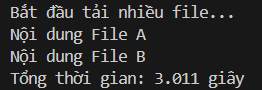 Bắt đầu tải nhiều file...
Nội dung File A
Nội dung File B
Tổng thời gian: 3.011 giây